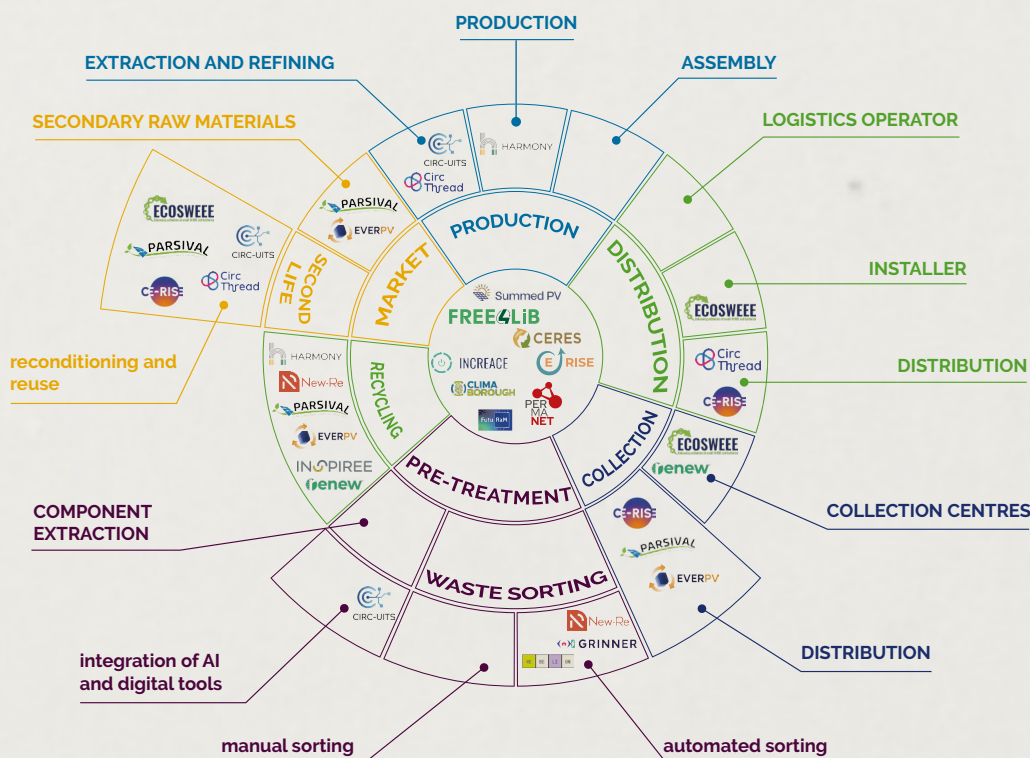 PRODUCTION
EXTRACTION AND REFINING
ASSEMBLY
SECONDARY RAW MATERIALS
LOGISTICS OPERATOR
CIRC-UITS
Circ
Thread
HARMONY
PARSIVAL
EVERPV
ECOSWEEE
PARSIVAL
CIRC-UITS
CE-RISE
Circ
Thread
PRODUCTION
MARKET
SECOND
LIFE
DISTRIBUTION
INSTALLER
ECOSWEEE
Summed PV
FREE4LiB
CERES
INCREACE
E RISE
CLIMA
BOROUGH
FutuRaM
PER
MA
NET
reconditioning and
reuse
HARMONY
New-Re
PARSIVAL
EVERPV
INSPIREE
Renew
RECYCLING
Circ
Thread
CE-RISE
DISTRIBUTION
COLLECTION
ECOSWEEE
Renew
COLLECTION CENTRES
PRE-TREATMENT
COMPONENT
EXTRACTION
WASTE SORTING
CE-RISE
PARSIVAL
EVERPV
CIRC-UITS
New-Re
GRINNER
DISTRIBUTION
integration of AI
and digital tools
manual sorting
automated sorting